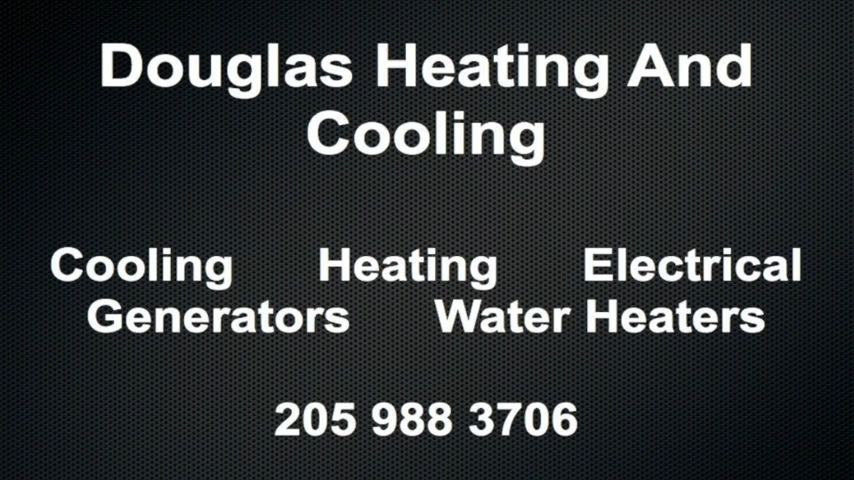 Douglas Heating And
Cooling
Cooling Heating Electrical
Generators Water Heaters
205 988 3706